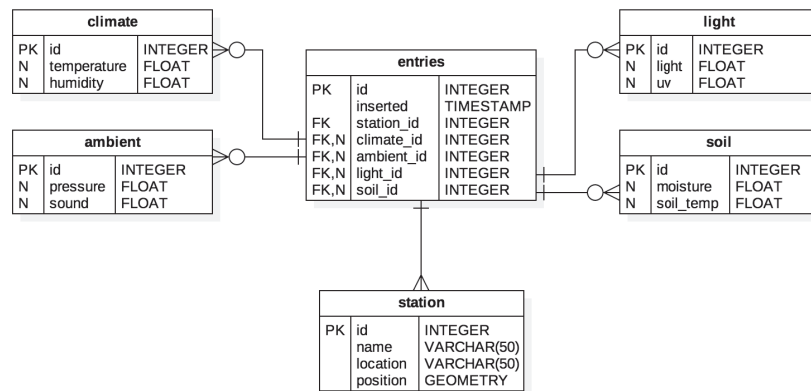 climate
PK id INTEGER
N temperature FLOAT
N humidity FLOAT
ambient
PK id INTEGER
N pressure FLOAT
N sound FLOAT
entries
PK id INTEGER
inserted TIMESTAMP
FK station_id INTEGER
FK,N climate_id INTEGER
FK,N ambient_id INTEGER
FK,N light_id INTEGER
FK,N soil_id INTEGER
light
PK id INTEGER
N light FLOAT
N uv FLOAT
soil
PK id INTEGER
N moisture FLOAT
N soil_temp FLOAT
station
PK id INTEGER
name VARCHAR(50)
location VARCHAR(50)
position GEOMETRY